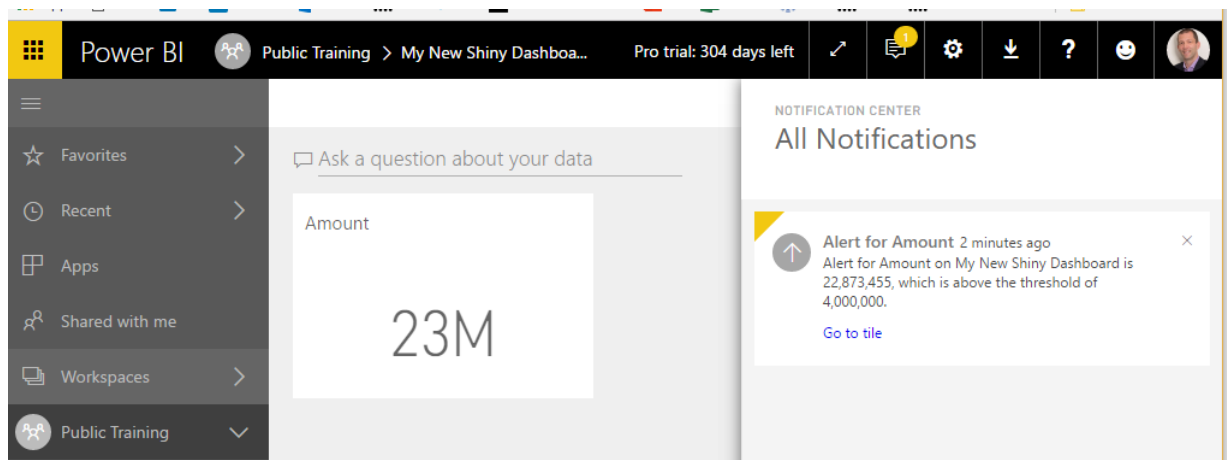 Power BI
Public Training > My New Shiny Dashboa...
Pro trial: 304 days left
1
?
Favorites
Recent
Apps
Shared with me
Workspaces
Public Training
Ask a question about your data
Amount
23M
NOTIFICATION CENTER
All Notifications
Alert for Amount 2 minutes ago
Alert for Amount on My New Shiny Dashboard is
22,873,455, which is above the threshold of
4,000,000.
Go to tile